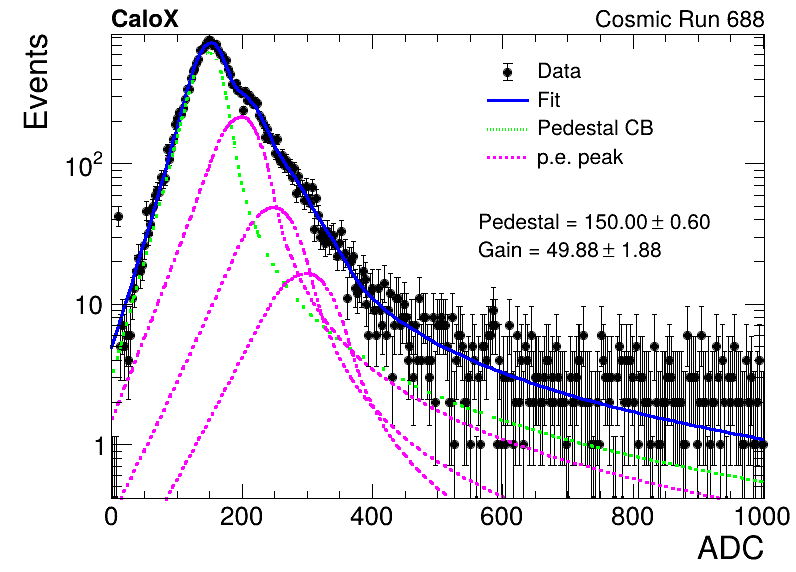 CaloX Cosmic Run 688
Events
Data
Fit
Pedestal CB
p.e. peak
Pedestal = 150.00 ± 0.60
Gain = 49.88 ± 1.88
10²
10
1
0 200 400 600 800 1000
ADC